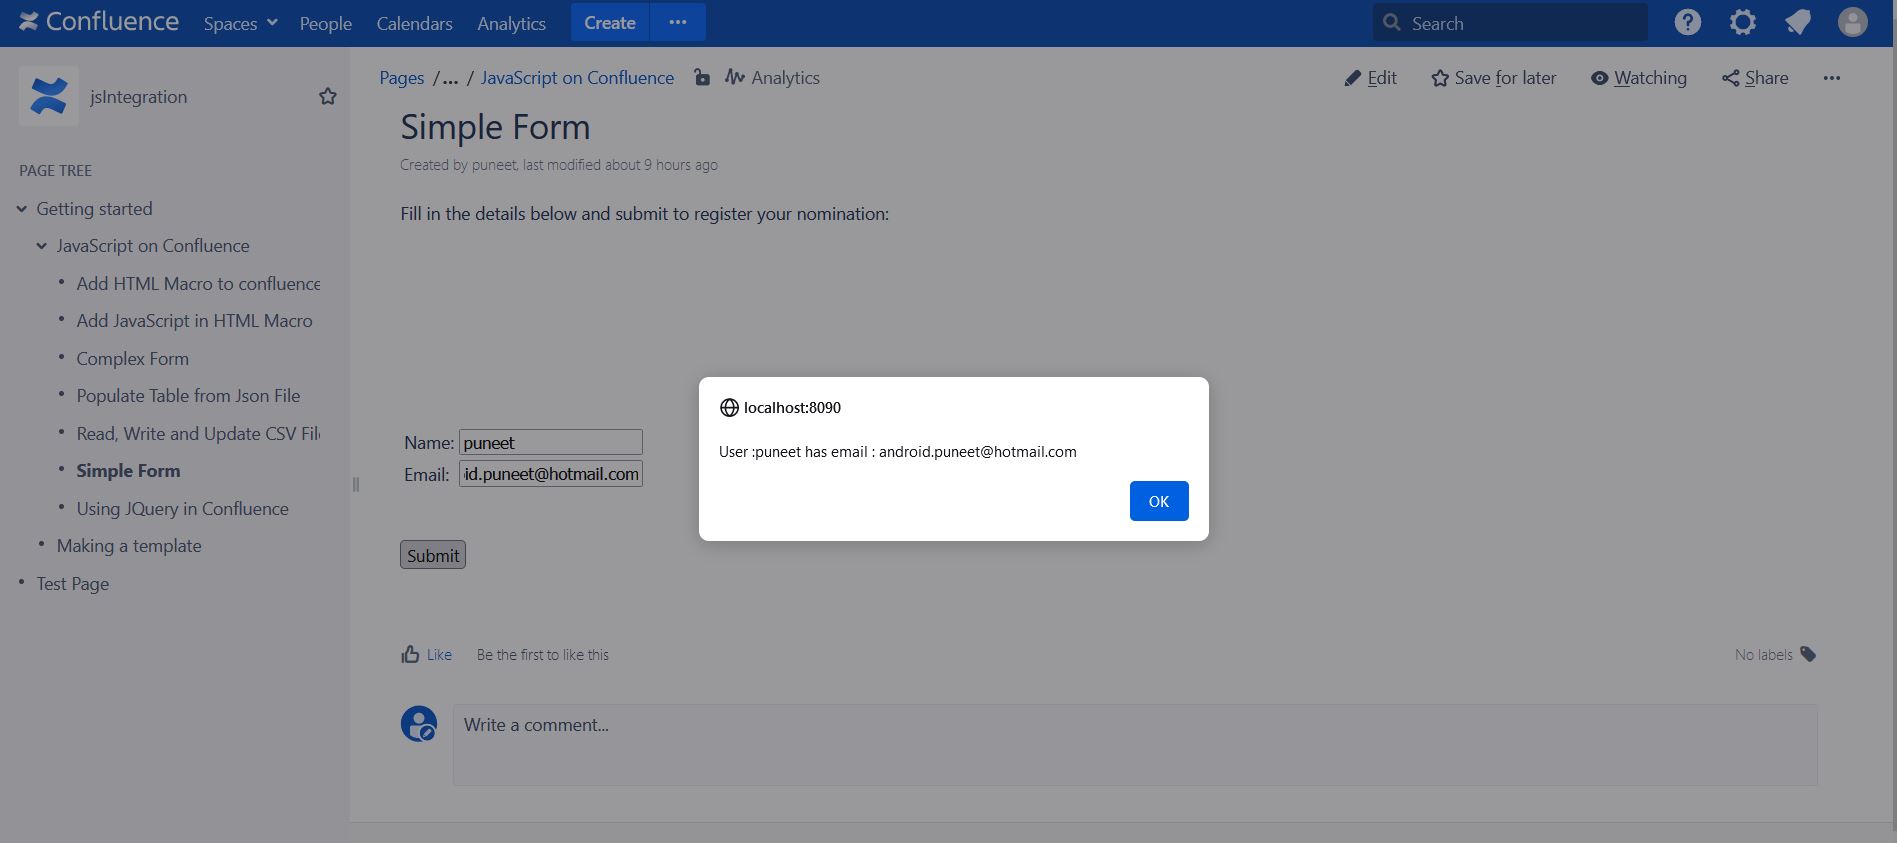 Confluence Spaces People Calendars Analytics Create ••• Search
jsIntegration
PAGE TREE
Getting started
JavaScript on Confluence
Add HTML Macro to confluence
Add JavaScript in HTML Macro
Complex Form
Populate Table from Json File
Read, Write and Update CSV Fil
Simple Form
Using JQuery in Confluence
Making a template
Test Page
Pages /... / JavaScript on Confluence Analytics Edit Save for later Watching Share •••
Simple Form
Created by puneet, last modified about 9 hours ago
Fill in the details below and submit to register your nomination:
Name: puneet
Email: id.puneet@hotmail.com
Submit
localhost:8090
User :puneet has email : android.puneet@hotmail.com
OK
Like Be the first to like this No labels
Write a comment...